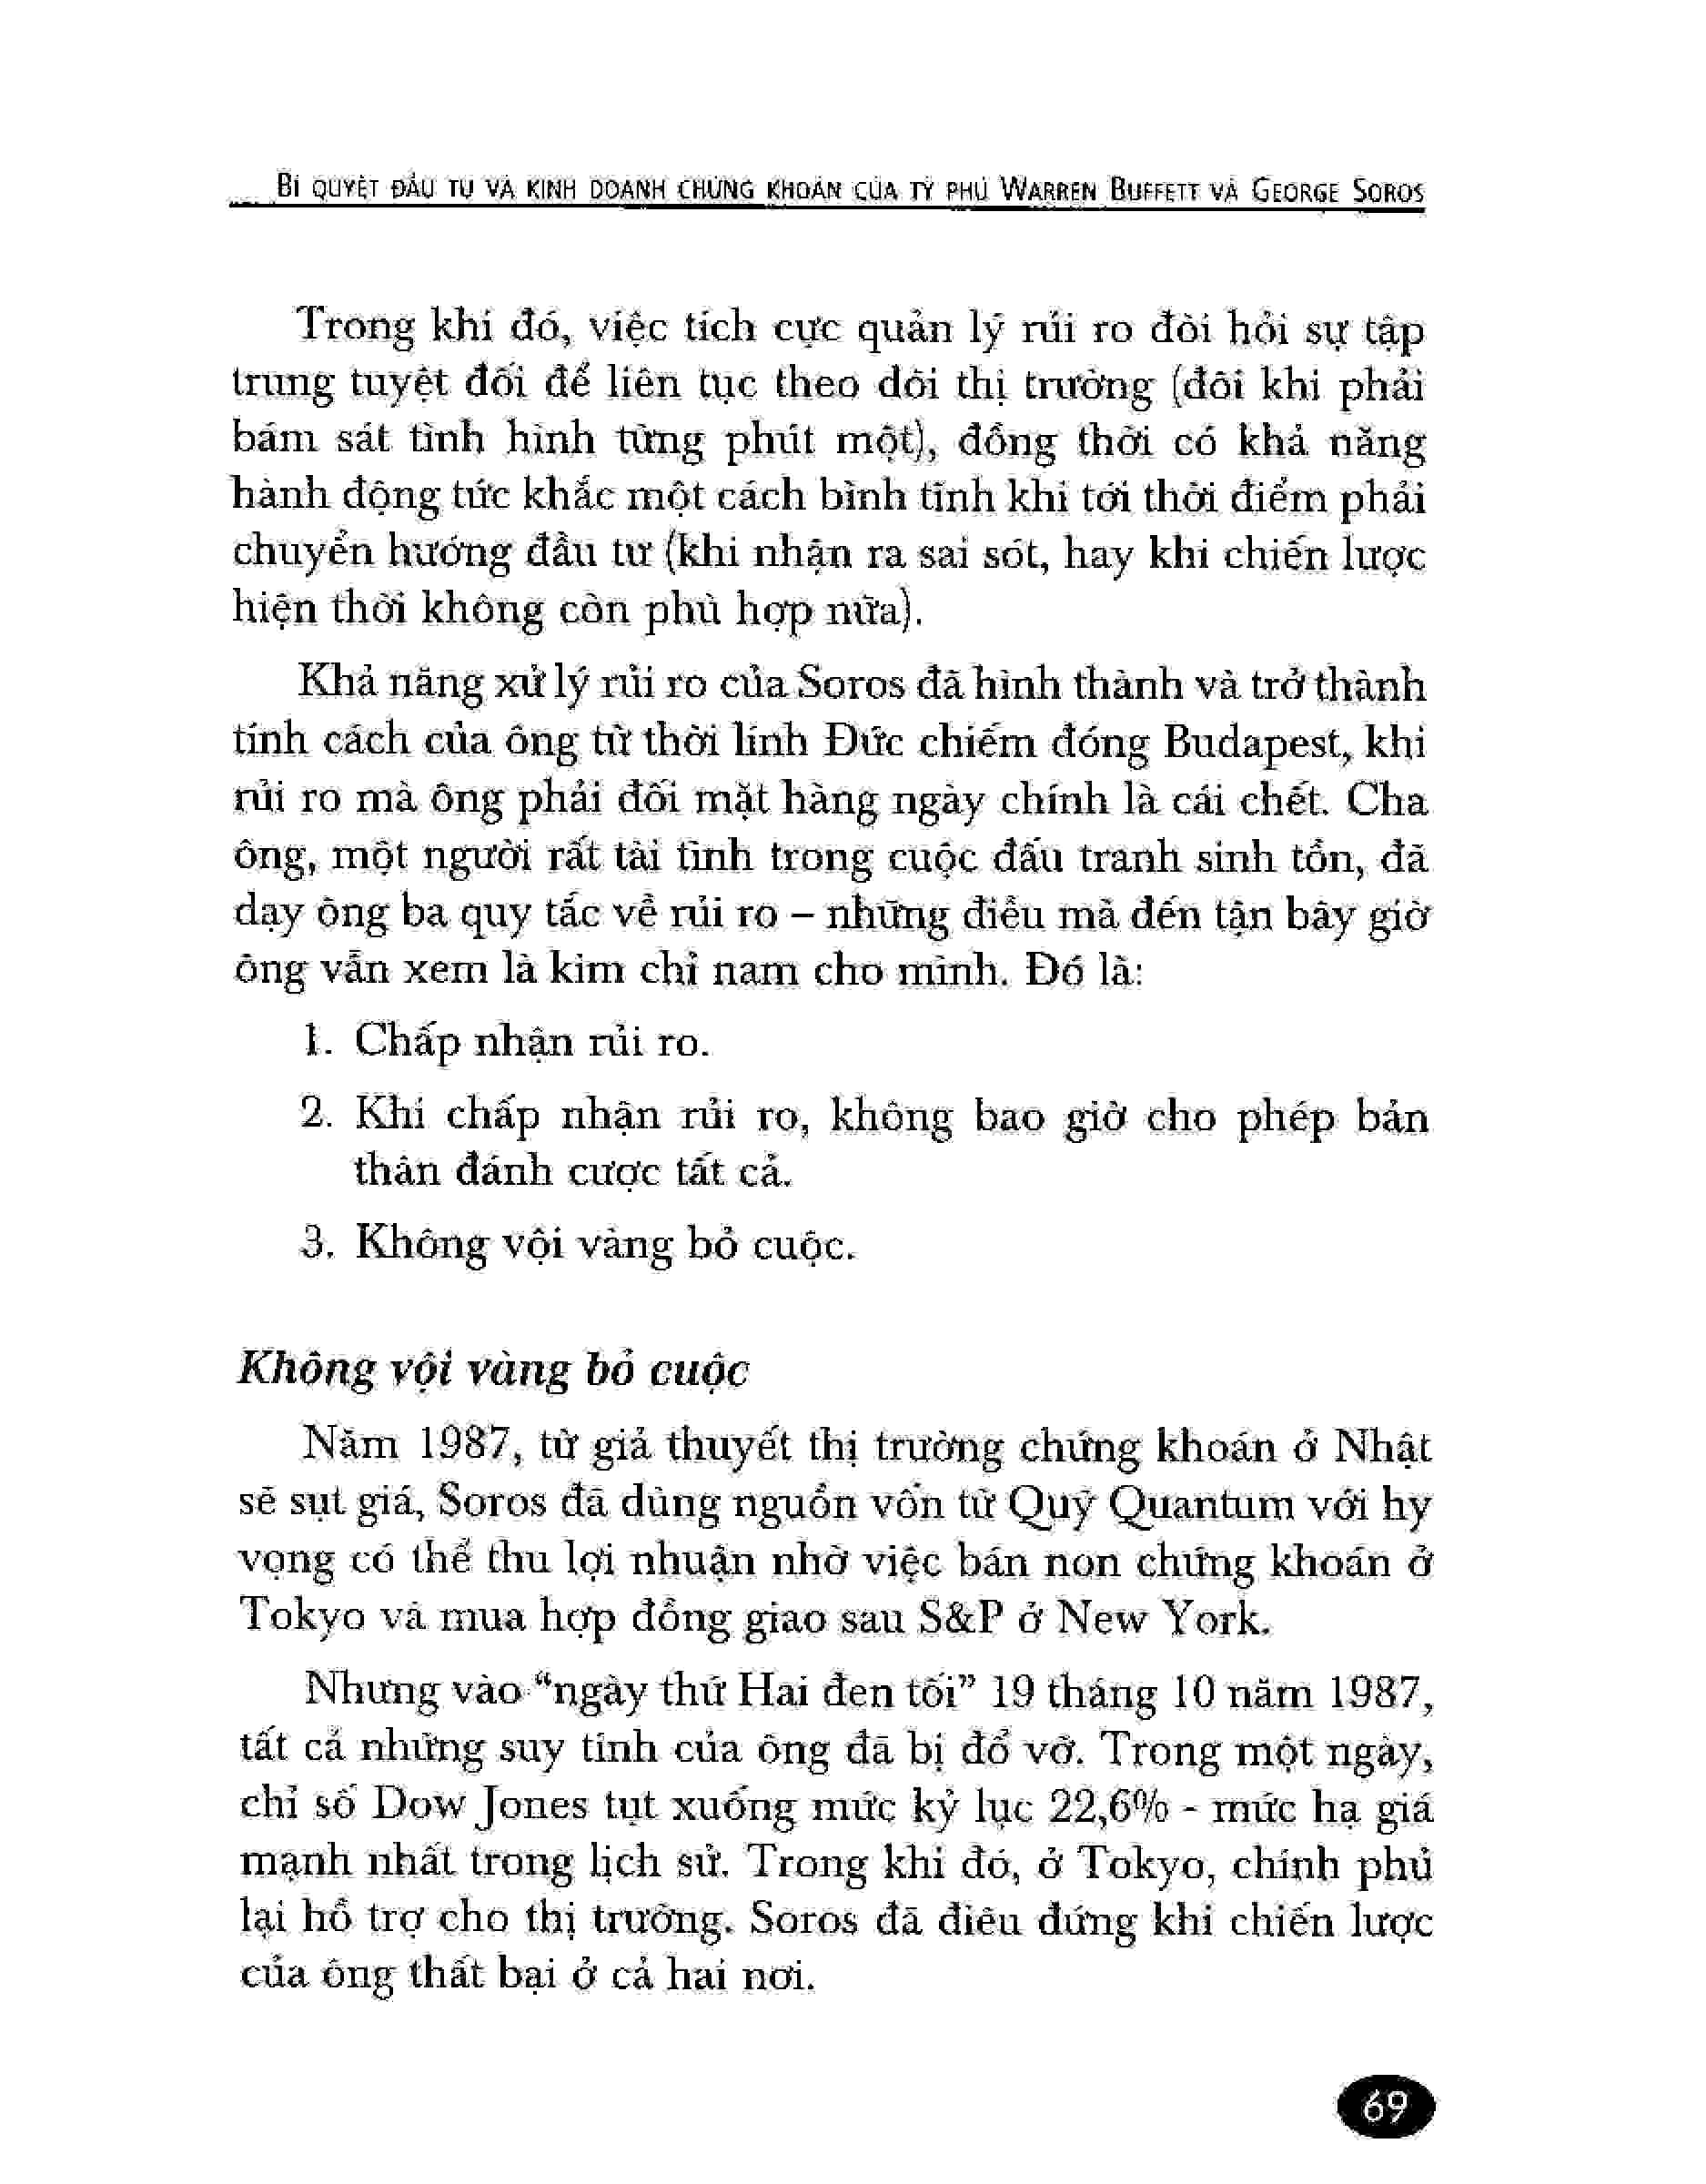 BÍ QUYẾT ĐẦU TƯ VÀ KINH DOANH CHỨNG KHOÁN CỦA TỶ PHÚ WARREN BUFFETT VÀ GEORGE SOROS
Trong khi đó, việc tích cực quản lý rủi ro đòi hỏi sự tập
trung tuyệt đối để liên tục theo dõi thị trường (đôi khi phải
bám sát tình hình từng phút một), đồng thời có khả năng
hành động tức khắc một cách bình tĩnh khi tới thời điểm phải
chuyển hướng đầu tư (khi nhận ra sai sót, hay khi chiến lược
hiện thời không còn phù hợp nữa).
Khả năng xử lý rủi ro của Soros đã hình thành và trở thành
tính cách của ông từ thời lính Đức chiếm đóng Budapest, khi
rủi ro mà ông phải đối mặt hàng ngày chính là cái chết. Cha
ông, một người rất tài tình trong cuộc đấu tranh sinh tồn, đã
dạy ông ba quy tắc về rủi ro – những điều mà đến tận bây giờ
ông vẫn xem là kim chỉ nam cho mình. Đó là:
1. Chấp nhận rủi ro.
2. Khi chấp nhận rủi ro, không bao giờ cho phép bản
thân đánh cược tất cả.
3. Không vội vàng bỏ cuộc.
Không vội vàng bỏ cuộc
Năm 1987, từ giả thuyết thị trường chứng khoán ở Nhật
sẽ sụt giá, Soros đã dùng nguồn vốn từ Quỹ Quantum với hy
vọng có thể thu lợi nhuận nhờ việc bán non chứng khoán ở
Tokyo và mua hợp đồng giao sau S&P ở New York.
Nhưng vào “ngày thứ Hai đen tối” 19 tháng 10 năm 1987,
tất cả những suy tính của ông đã bị đổ vỡ. Trong một ngày,
chỉ số Dow Jones tụt xuống mức kỷ lục 22,6% - mức hạ giá
mạnh nhất trong lịch sử. Trong khi đó, ở Tokyo, chính phủ
lại hỗ trợ cho thị trường. Soros đã điêu đứng khi chiến lược
của ông thất bại ở cả hai nơi.
69